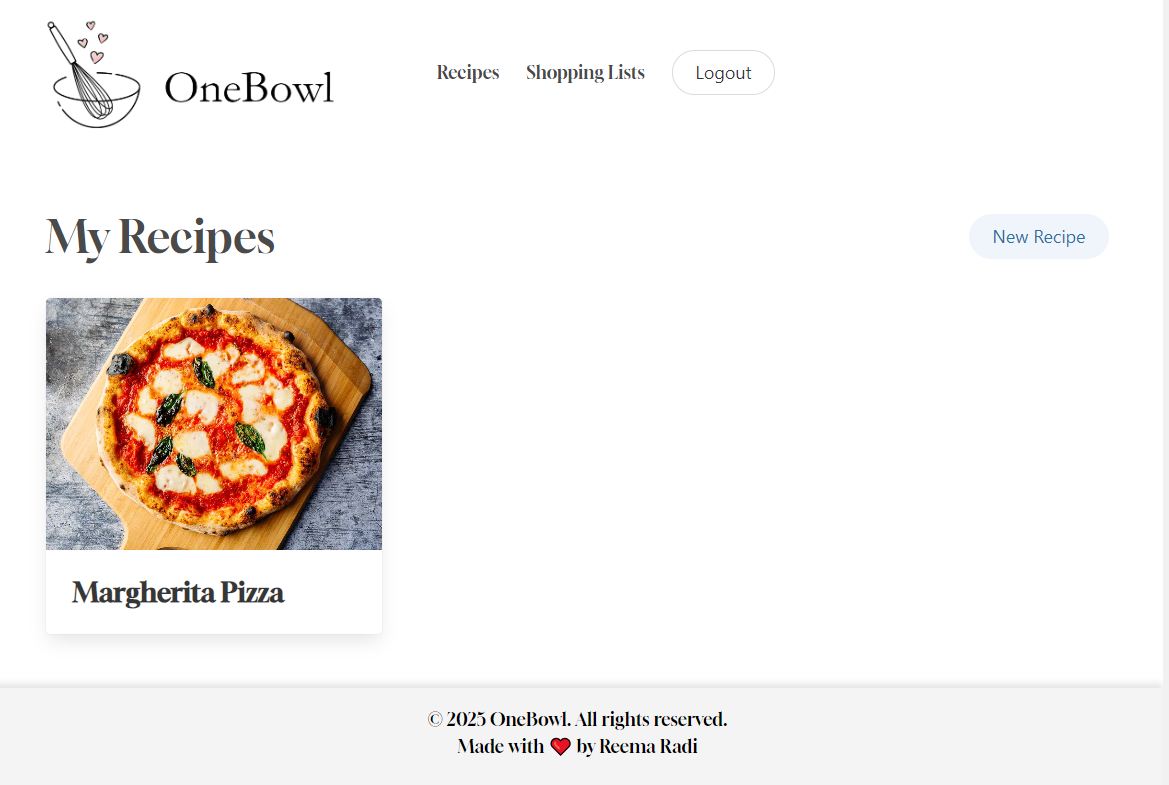 OneBowl
Recipes
Shopping Lists
Logout
My Recipes
New Recipe
Margherita Pizza
© 2025 OneBowl. All rights reserved.
Made with ❤️ by Reema Radi